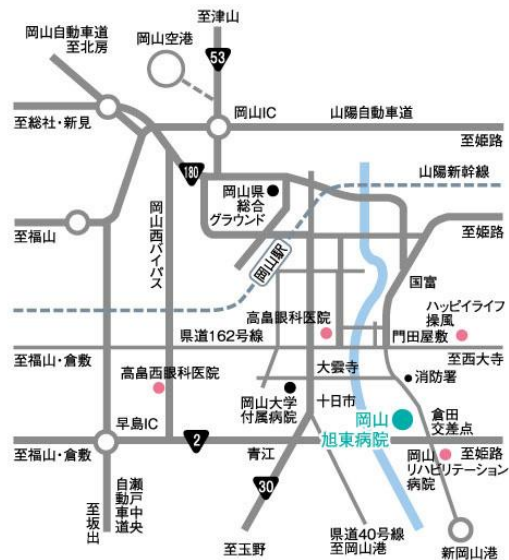 至津山
岡山自動車道
至北房
岡山空港
53
岡山IC
山陽自動車道
至総社・新見
至姫路
180
山陽新幹線
岡山県
総合
グラウンド
岡山西バイパス
至福山
至姫路
岡山駅
国富
ハッピイライフ
操風
高畠眼科医院
県道162号線
門田屋敷
至福山・倉敷
至西大寺
大雲寺
高畠西眼科医院
消防署
岡山大学
付属病院
十日市
岡山
旭東病院
倉田
交差点
早島IC
2
至福山・倉敷
青江
至姫路
岡山
リハビリテーション
病院
30
瀬戸中央
自動車道
至坂出
至玉野
県道40号線
至岡山港
新岡山港